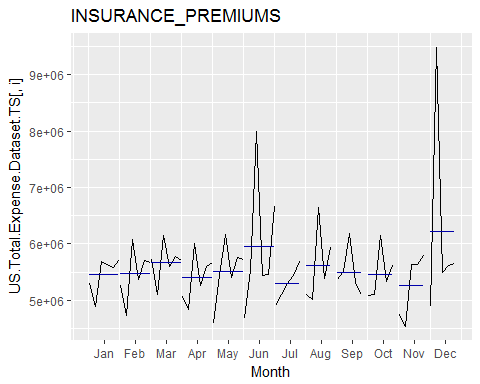 INSURANCE_PREMIUMS
US.Total.Expense.Dataset.TS[, i]
9e+06
8e+06
7e+06
6e+06
5e+06
Jan Feb Mar Apr May Jun Jul Aug Sep Oct Nov Dec
Month